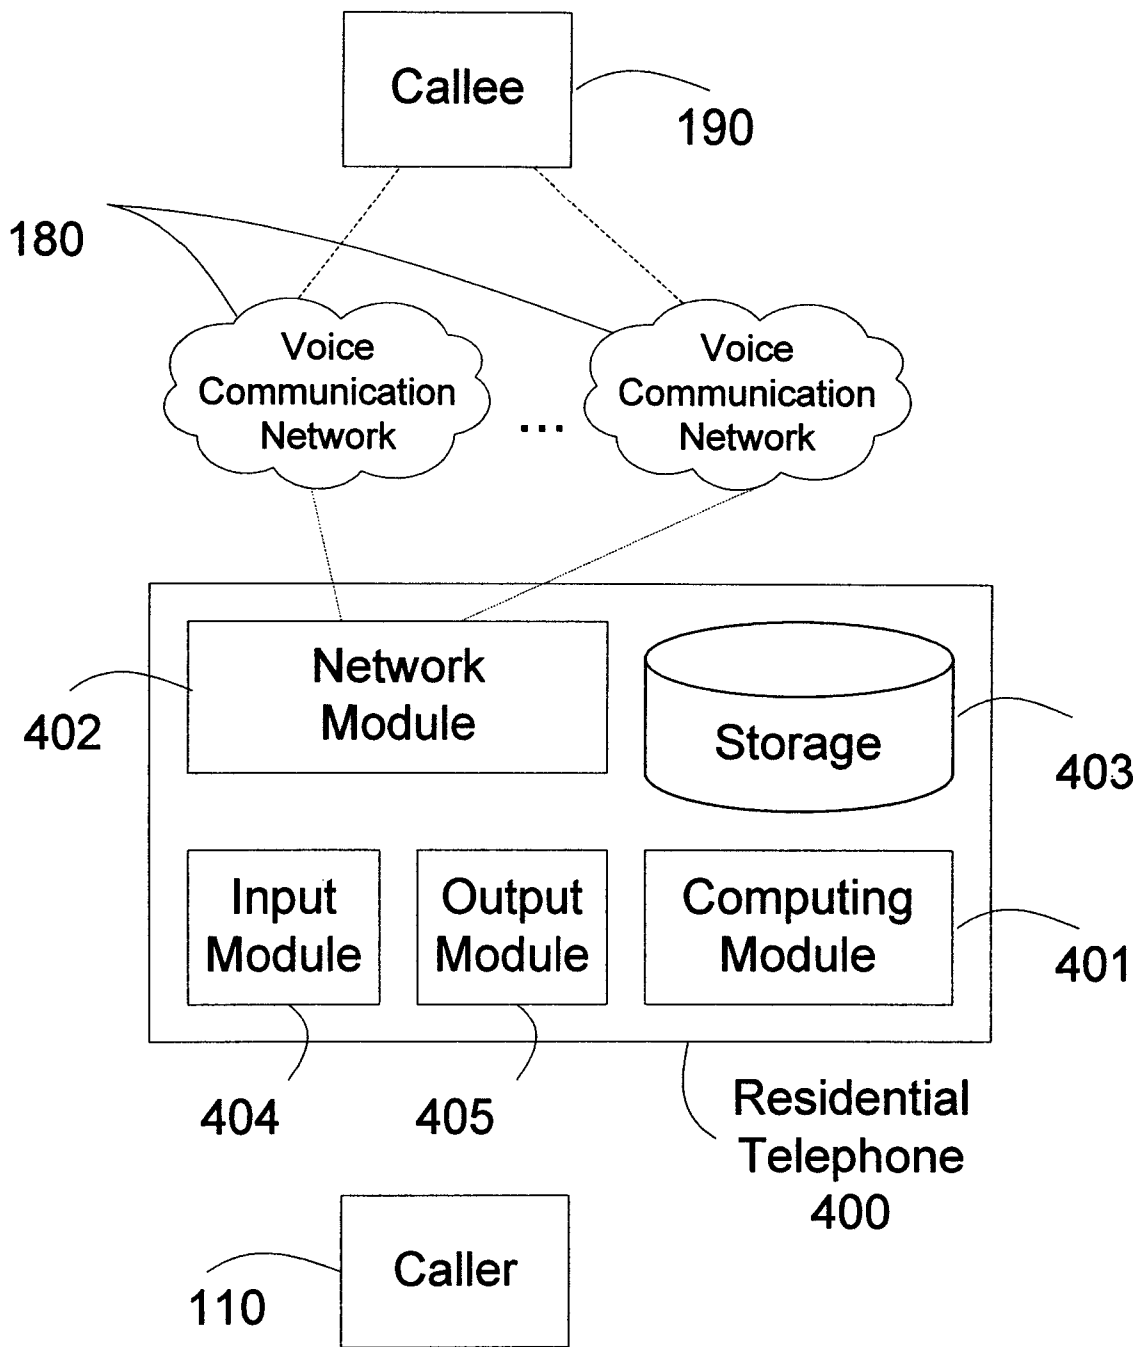 Callee
190
180
Voice
Communication
Network
...
Voice
Communication
Network
Network
Module
402
Storage
403
Input
Module
Output
Module
Computing
Module
401
404
405
Residential
Telephone
400
Caller
110